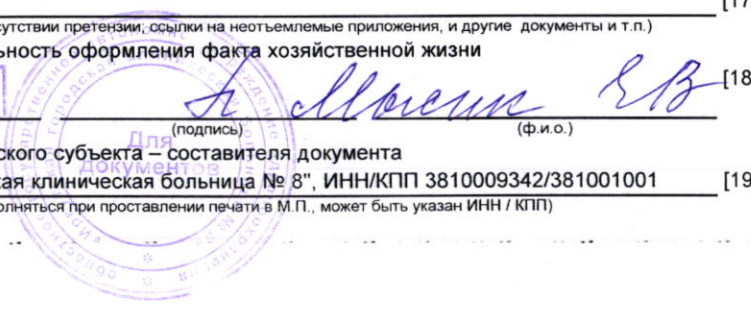 [17
сутствии претензии; ссылки на неотъемлемые приложения, и другие документы и т.п.)
ьность оформления факта хозяйственной жизни
Мысик ЕВ [18
(подпись) (ф.и.о.)
ского субъекта – составителя документа
кая клиническая больница № 8", ИНН/КПП 3810009342/381001001 [19
олняться при проставлении печати в М.П., может быть указан ИНН / КПП)
Для
документов